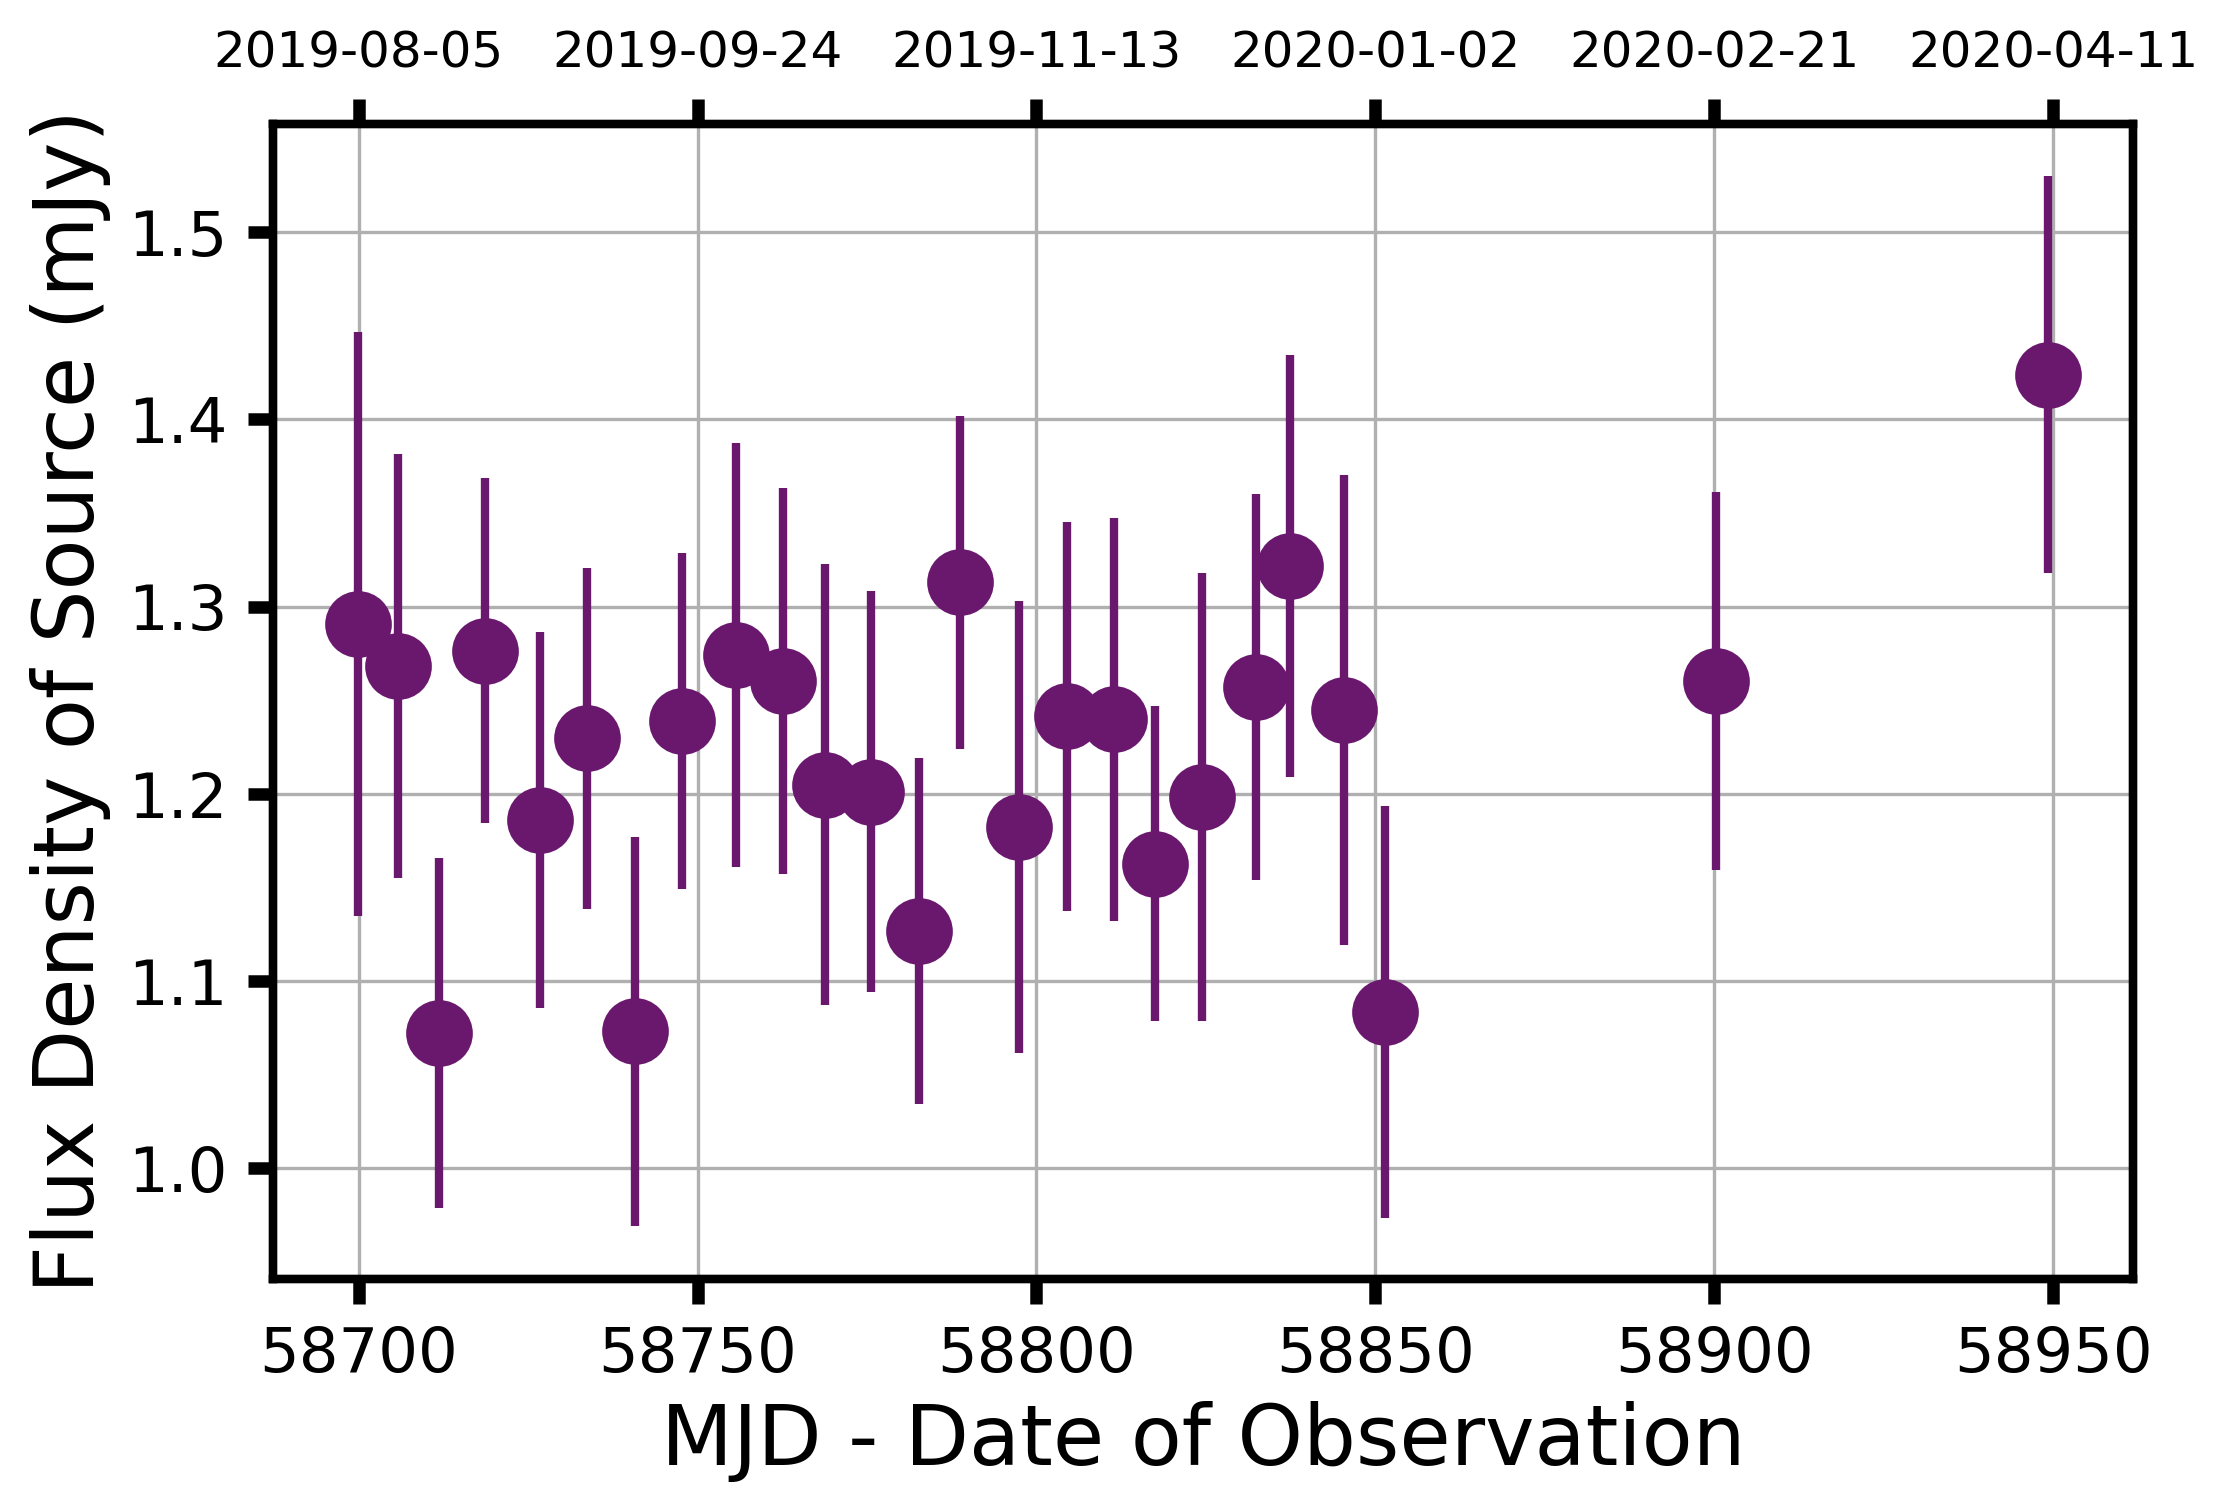 2019-08-05 2019-09-24 2019-11-13 2020-01-02 2020-02-21 2020-04-11
Flux Density of Source (mJy)
1.5
1.4
1.3
1.2
1.1
1.0
58700 58750 58800 58850 58900 58950
MJD - Date of Observation